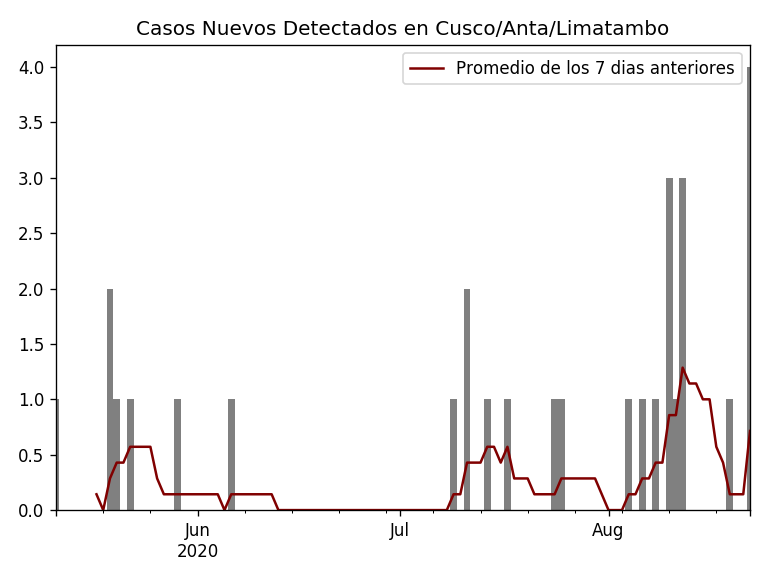 Casos Nuevos Detectados en Cusco/Anta/Limatambo
Promedio de los 7 dias anteriores
4.0
3.5
3.0
2.5
2.0
1.5
1.0
0.5
0.0
Jun
2020
Jul
Aug